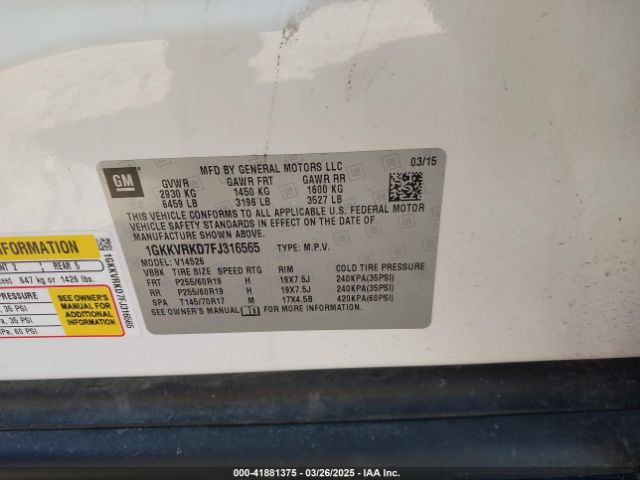 GM
MFD BY GENERAL MOTORS LLC
03/15
GVWR GAWR FRT GAWR RR
2930 KG 1450 KG 1600 KG
6459 LB 3196 LB 3527 LB
THIS VEHICLE CONFORMS TO ALL APPLICABLE U.S. FEDERAL MOTOR
VEHICLE SAFETY STANDARDS IN EFFECT ON THE DATE OF
MANUFACTURE SHOWN ABOVE.
1GKKVRKD7FJ316565 TYPE: M.P.V.
MODEL: V14526
VBBK TIRE SIZE SPEED RTG RIM COLD TIRE PRESSURE
FRT P255/60R19 H 19X7.5J 240KPA(35PSI)
RR P255/60R19 H 19X7.5J 240KPA(35PSI)
SPA T145/70R17 M 17X4.5B 420KPA(60PSI)
SEE OWNER'S MANUAL FOR MORE INFORMATION.
INFORMATION
2 REAR 5
exceed 647 kg or 1426 lbs.
PRESSURE
35 PSI
35 PSI
60 PSI
SEE OWNER'S
MANUAL FOR
ADDITIONAL
INFORMATION
1GKKVRKD7FJ316565
000-41881375 — 03/26/2025 — IAA Inc.